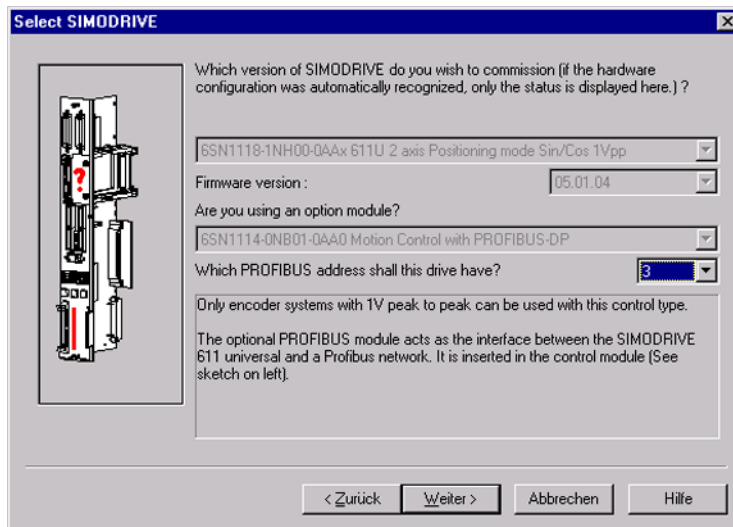 Select SIMODRIVE
Which version of SIMODRIVE do you wish to commission (if the hardware
configuration was automatically recognized, only the status is displayed here.) ?
6SN1118-1NH00-0AAx 611U 2 axis Positioning mode Sin/Cos 1Vpp
Firmware version :
05.01.04
Are you using an option module?
6SN1114-0NB01-0AA0 Motion Control with PROFIBUS-DP
Which PROFIBUS address shall this drive have?
3
?
Only encoder systems with 1V peak to peak can be used with this control type.
The optional PROFIBUS module acts as the interface between the SIMODRIVE
611 universal and a Profibus network. It is inserted in the control module (See
sketch on left).
< Zurück
Weiter >
Abbrechen
Hilfe